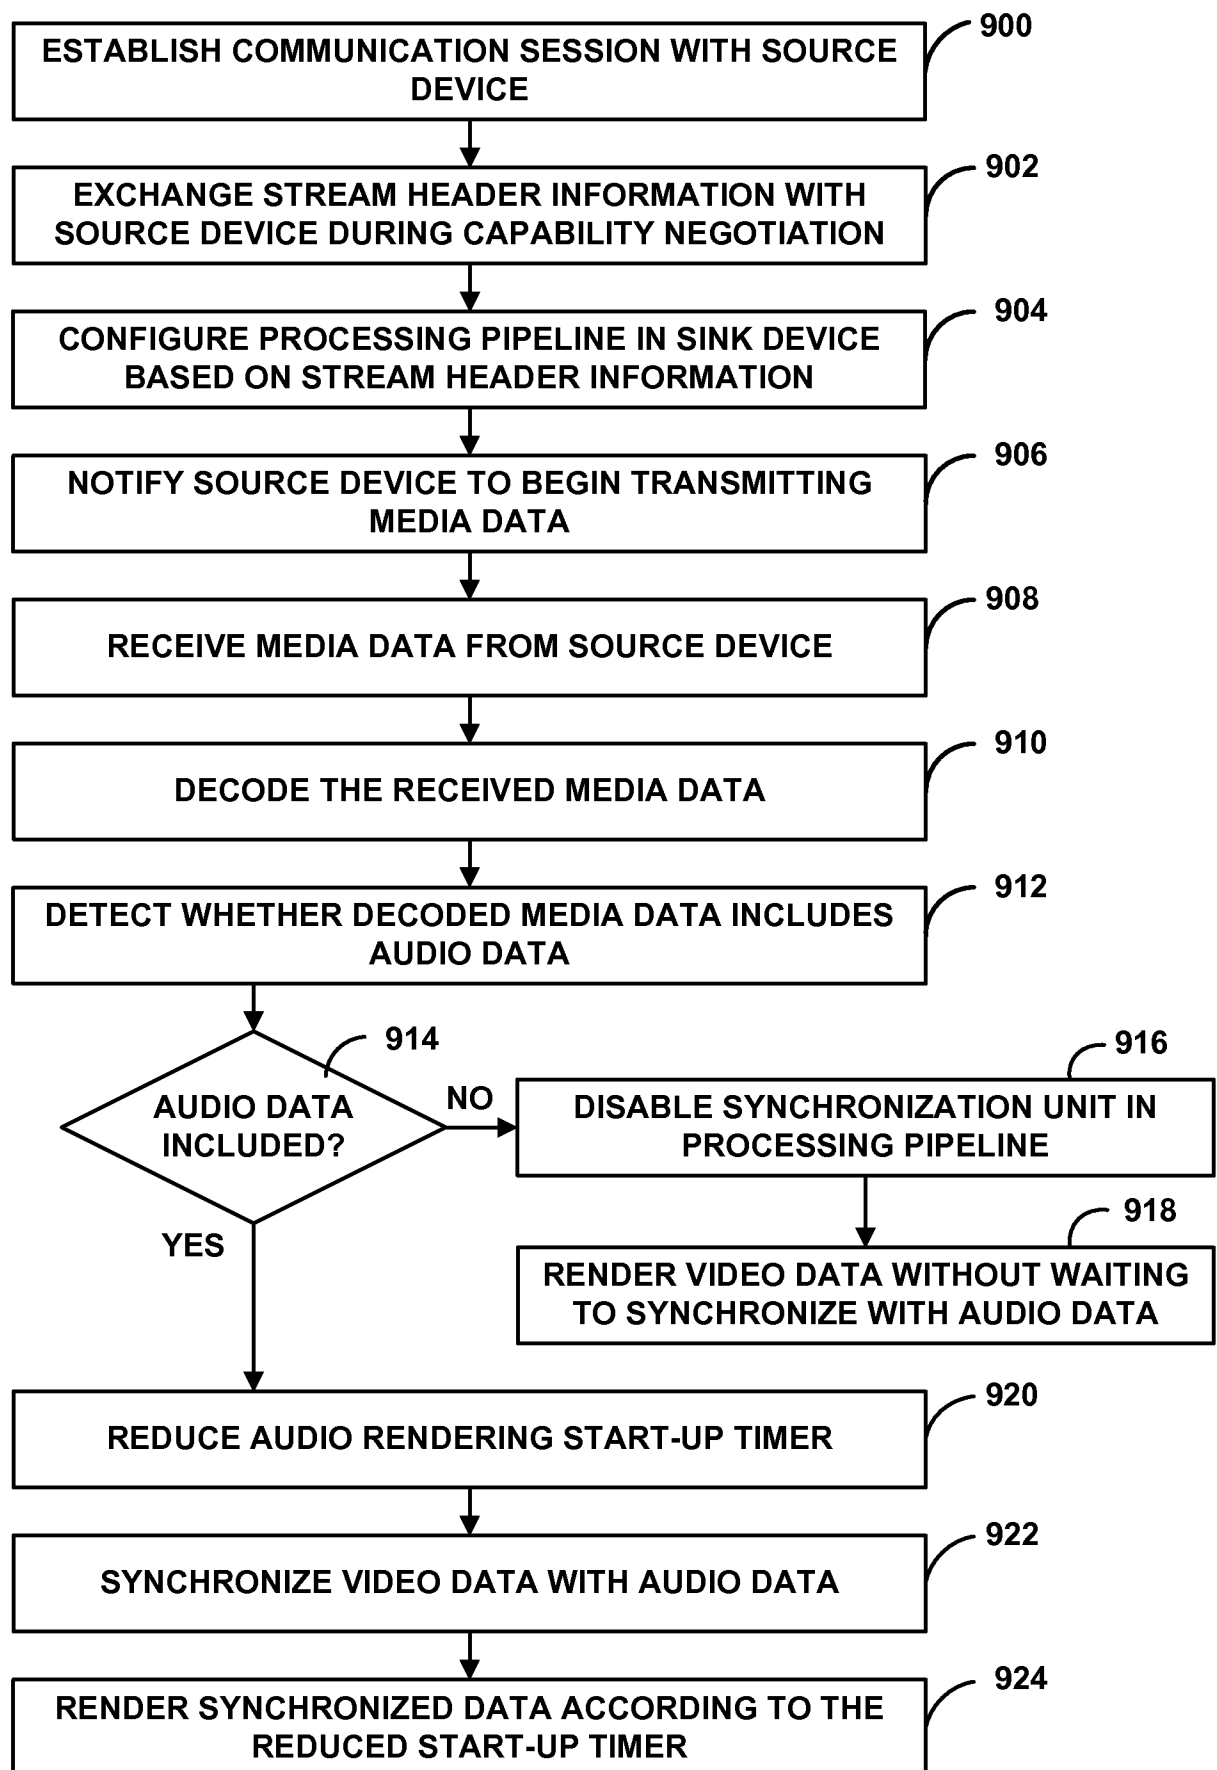 900
ESTABLISH COMMUNICATION SESSION WITH SOURCE
DEVICE
902
EXCHANGE STREAM HEADER INFORMATION WITH
SOURCE DEVICE DURING CAPABILITY NEGOTIATION
904
CONFIGURE PROCESSING PIPELINE IN SINK DEVICE
BASED ON STREAM HEADER INFORMATION
906
NOTIFY SOURCE DEVICE TO BEGIN TRANSMITTING
MEDIA DATA
908
RECEIVE MEDIA DATA FROM SOURCE DEVICE
910
DECODE THE RECEIVED MEDIA DATA
912
DETECT WHETHER DECODED MEDIA DATA INCLUDES
AUDIO DATA
914
AUDIO DATA
INCLUDED?
NO
916
DISABLE SYNCHRONIZATION UNIT IN
PROCESSING PIPELINE
918
RENDER VIDEO DATA WITHOUT WAITING
TO SYNCHRONIZE WITH AUDIO DATA
YES
920
REDUCE AUDIO RENDERING START-UP TIMER
922
SYNCHRONIZE VIDEO DATA WITH AUDIO DATA
924
RENDER SYNCHRONIZED DATA ACCORDING TO THE
REDUCED START-UP TIMER